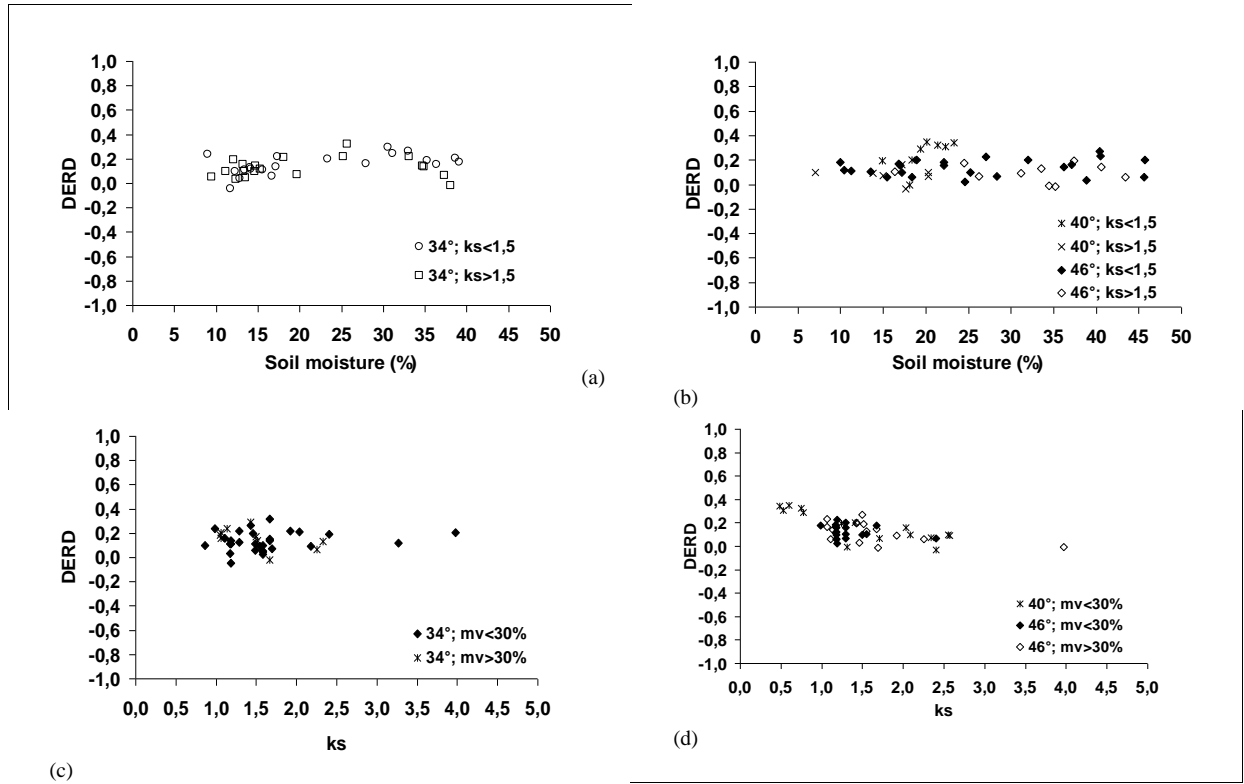 1,0
0,8
0,6
0,4
0,2
0,0
-0,2
-0,4
-0,6
-0,8
-1,0
DERD
0 5 10 15 20 25 30 35 40 45 50
Soil moisture (%)
34°; ks<1,5
34°; ks>1,5
(a)
1,0
0,8
0,6
0,4
0,2
0,0
-0,2
-0,4
-0,6
-0,8
-1,0
DERD
0 5 10 15 20 25 30 35 40 45 50
Soil moisture (%)
40°; ks<1,5
40°; ks>1,5
46°; ks<1,5
46°; ks>1,5
(b)
1,0
0,8
0,6
0,4
0,2
0,0
-0,2
-0,4
-0,6
-0,8
-1,0
DERD
0,0 0,5 1,0 1,5 2,0 2,5 3,0 3,5 4,0 4,5 5,0
ks
34°; mv<30%
34°; mv>30%
(c)
1,0
0,8
0,6
0,4
0,2
0,0
-0,2
-0,4
-0,6
-0,8
-1,0
DERD
0,0 0,5 1,0 1,5 2,0 2,5 3,0 3,5 4,0 4,5 5,0
ks
40°; mv<30%
46°; mv<30%
46°; mv>30%
(d)